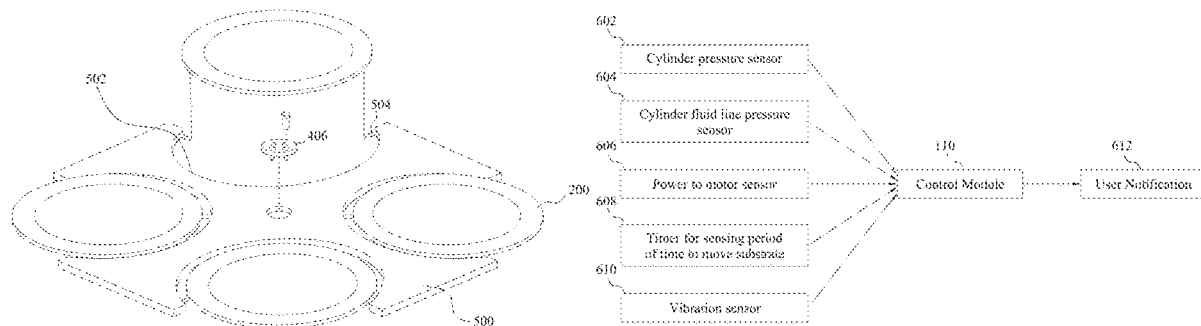 502
504
406
200
500
602
Cylinder pressure sensor
604
Cylinder fluid line pressure
sensor
606
Power to motor sensor
608
Timer for sensing period
of time to move substrate
610
Vibration sensor
110
Control Module
612
User Notification